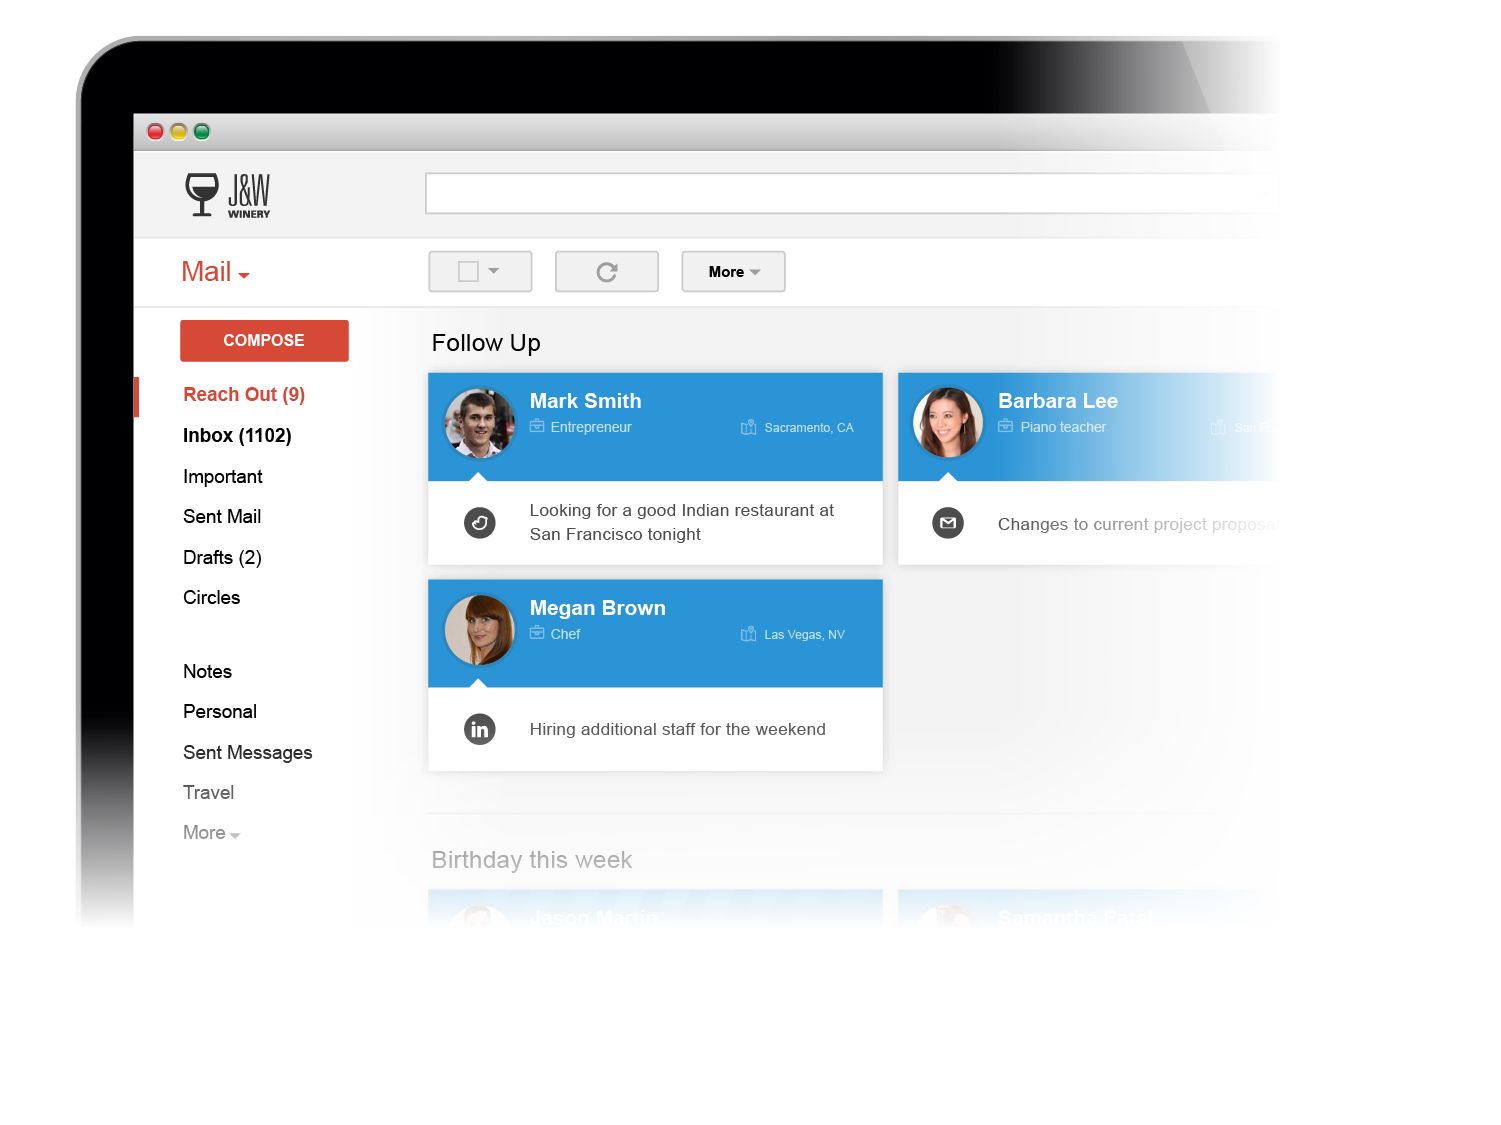 J&W
WINERY
Mail
More
COMPOSE
Reach Out (9)
Inbox (1102)
Important
Sent Mail
Drafts (2)
Circles
Notes
Personal
Sent Messages
Travel
More
Follow Up
Mark Smith
Entrepreneur
Sacramento, CA
Looking for a good Indian restaurant at
San Francisco tonight
Barbara Lee
Piano teacher
San
Changes to current project
Megan Brown
Chef
Las Vegas, NV
in
Hiring additional staff for the weekend
Birthday this week
Jason Martin
Samantha Patel